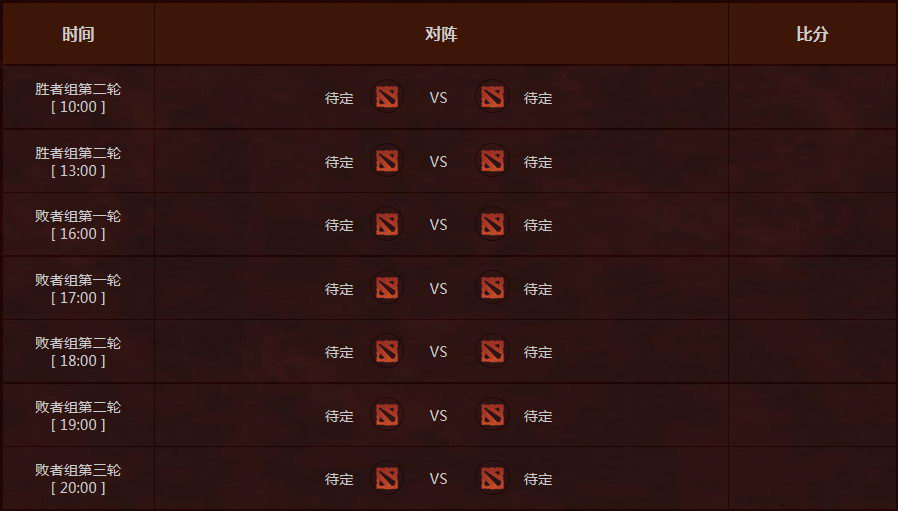 时间 对阵 比分
胜者组第二轮
[ 10:00 ]
待定 VS 待定
胜者组第二轮
[ 13:00 ]
待定 VS 待定
败者组第一轮
[ 16:00 ]
待定 VS 待定
败者组第一轮
[ 17:00 ]
待定 VS 待定
败者组第二轮
[ 18:00 ]
待定 VS 待定
败者组第二轮
[ 19:00 ]
待定 VS 待定
败者组第三轮
[ 20:00 ]
待定 VS 待定